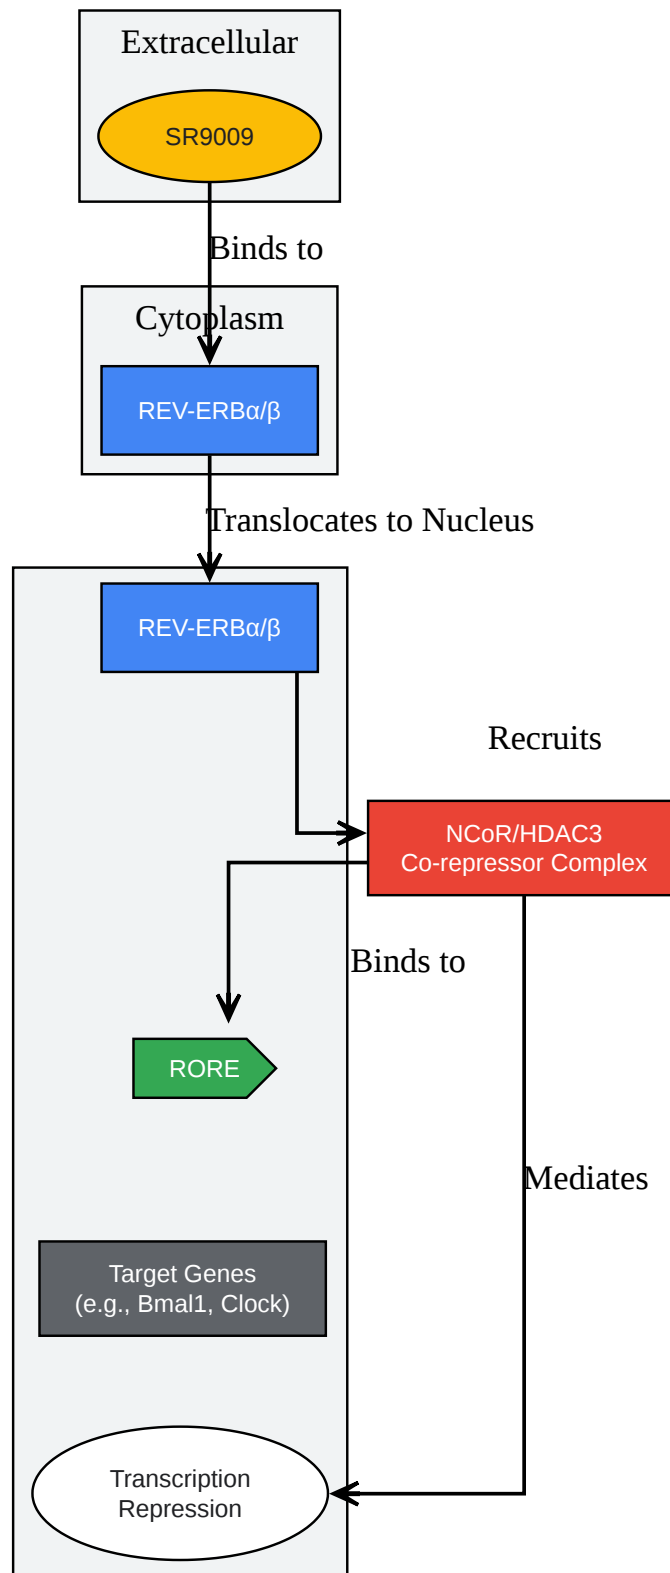 Extracellular
SR9009
Binds to
Cytoplasm
REV-ERBα/β
Translocates to Nucleus
REV-ERBα/β
Recruits
NCoR/HDAC3
Co-repressor Complex
Binds to
RORE
Mediates
Target Genes
(e.g., Bmal1, Clock)
Transcription
Repression